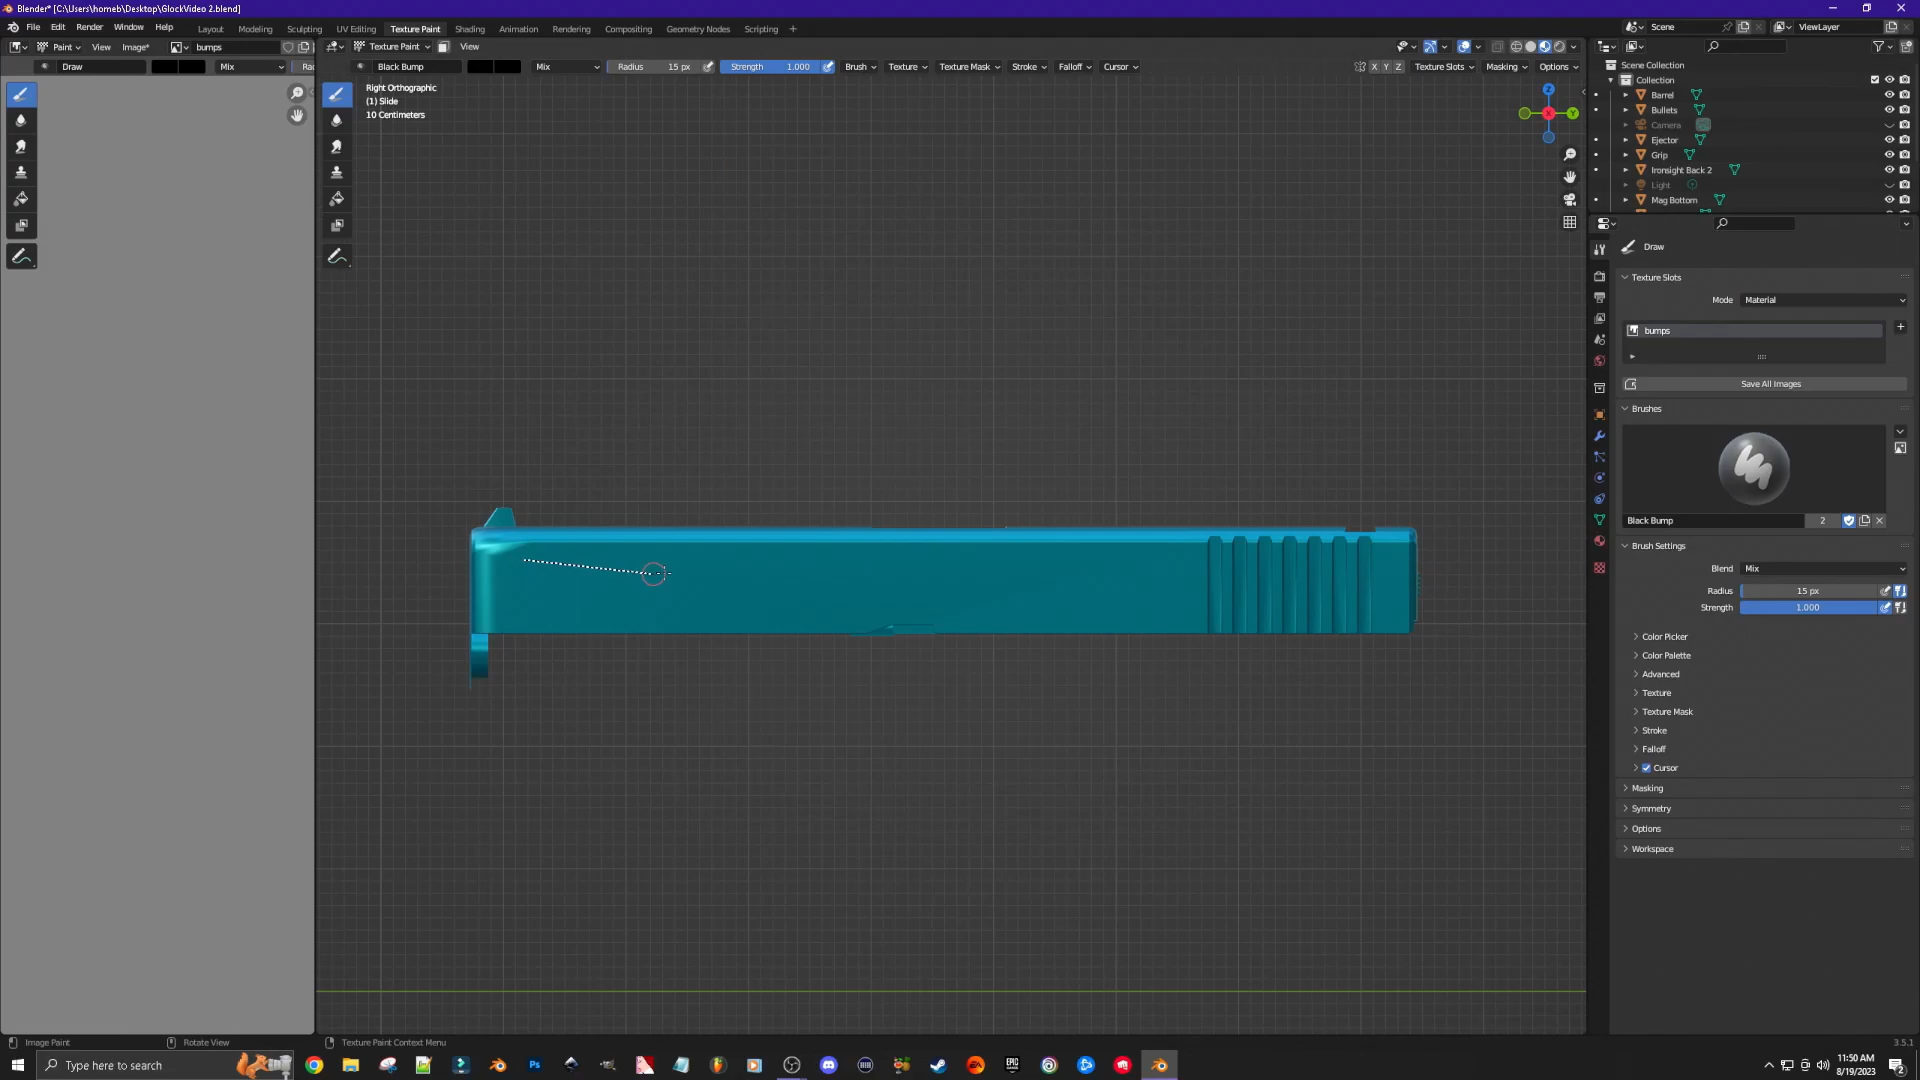 Blender* [C:\Users\homeb\Desktop\GlockVideo 2.blend]
File Edit Render Window Help Layout Modeling Sculpting UV Editing Texture Paint Shading Animation Rendering Compositing Geometry Nodes Scripting + Scene ViewLayer
Paint View Image* bumps Texture Paint View
Draw Mix Rad Black Bump Mix Radius 15 px Strength 1.000 Brush Texture Texture Mask Stroke Falloff Cursor X Y Z Texture Slots Masking Options
Right Orthographic
(1) Slide
10 Centimeters
Z
X
Y
Scene Collection
Collection
Barrel
Bullets
Camera
Ejector
Grip
Ironsight Back 2
Light
Mag Bottom
Draw
Texture Slots
Mode Material
bumps
Save All Images
Brushes
Black Bump 2
Brush Settings
Blend Mix
Radius 15 px
Strength 1.000
Color Picker
Color Palette
Advanced
Texture
Texture Mask
Stroke
Falloff
Cursor
Masking
Symmetry
Options
Workspace
Image Paint Rotate View Texture Paint Context Menu 3.5.1
Type here to search
Ps
EA
EPIC GAMES
11:50 AM
8/19/2023
2